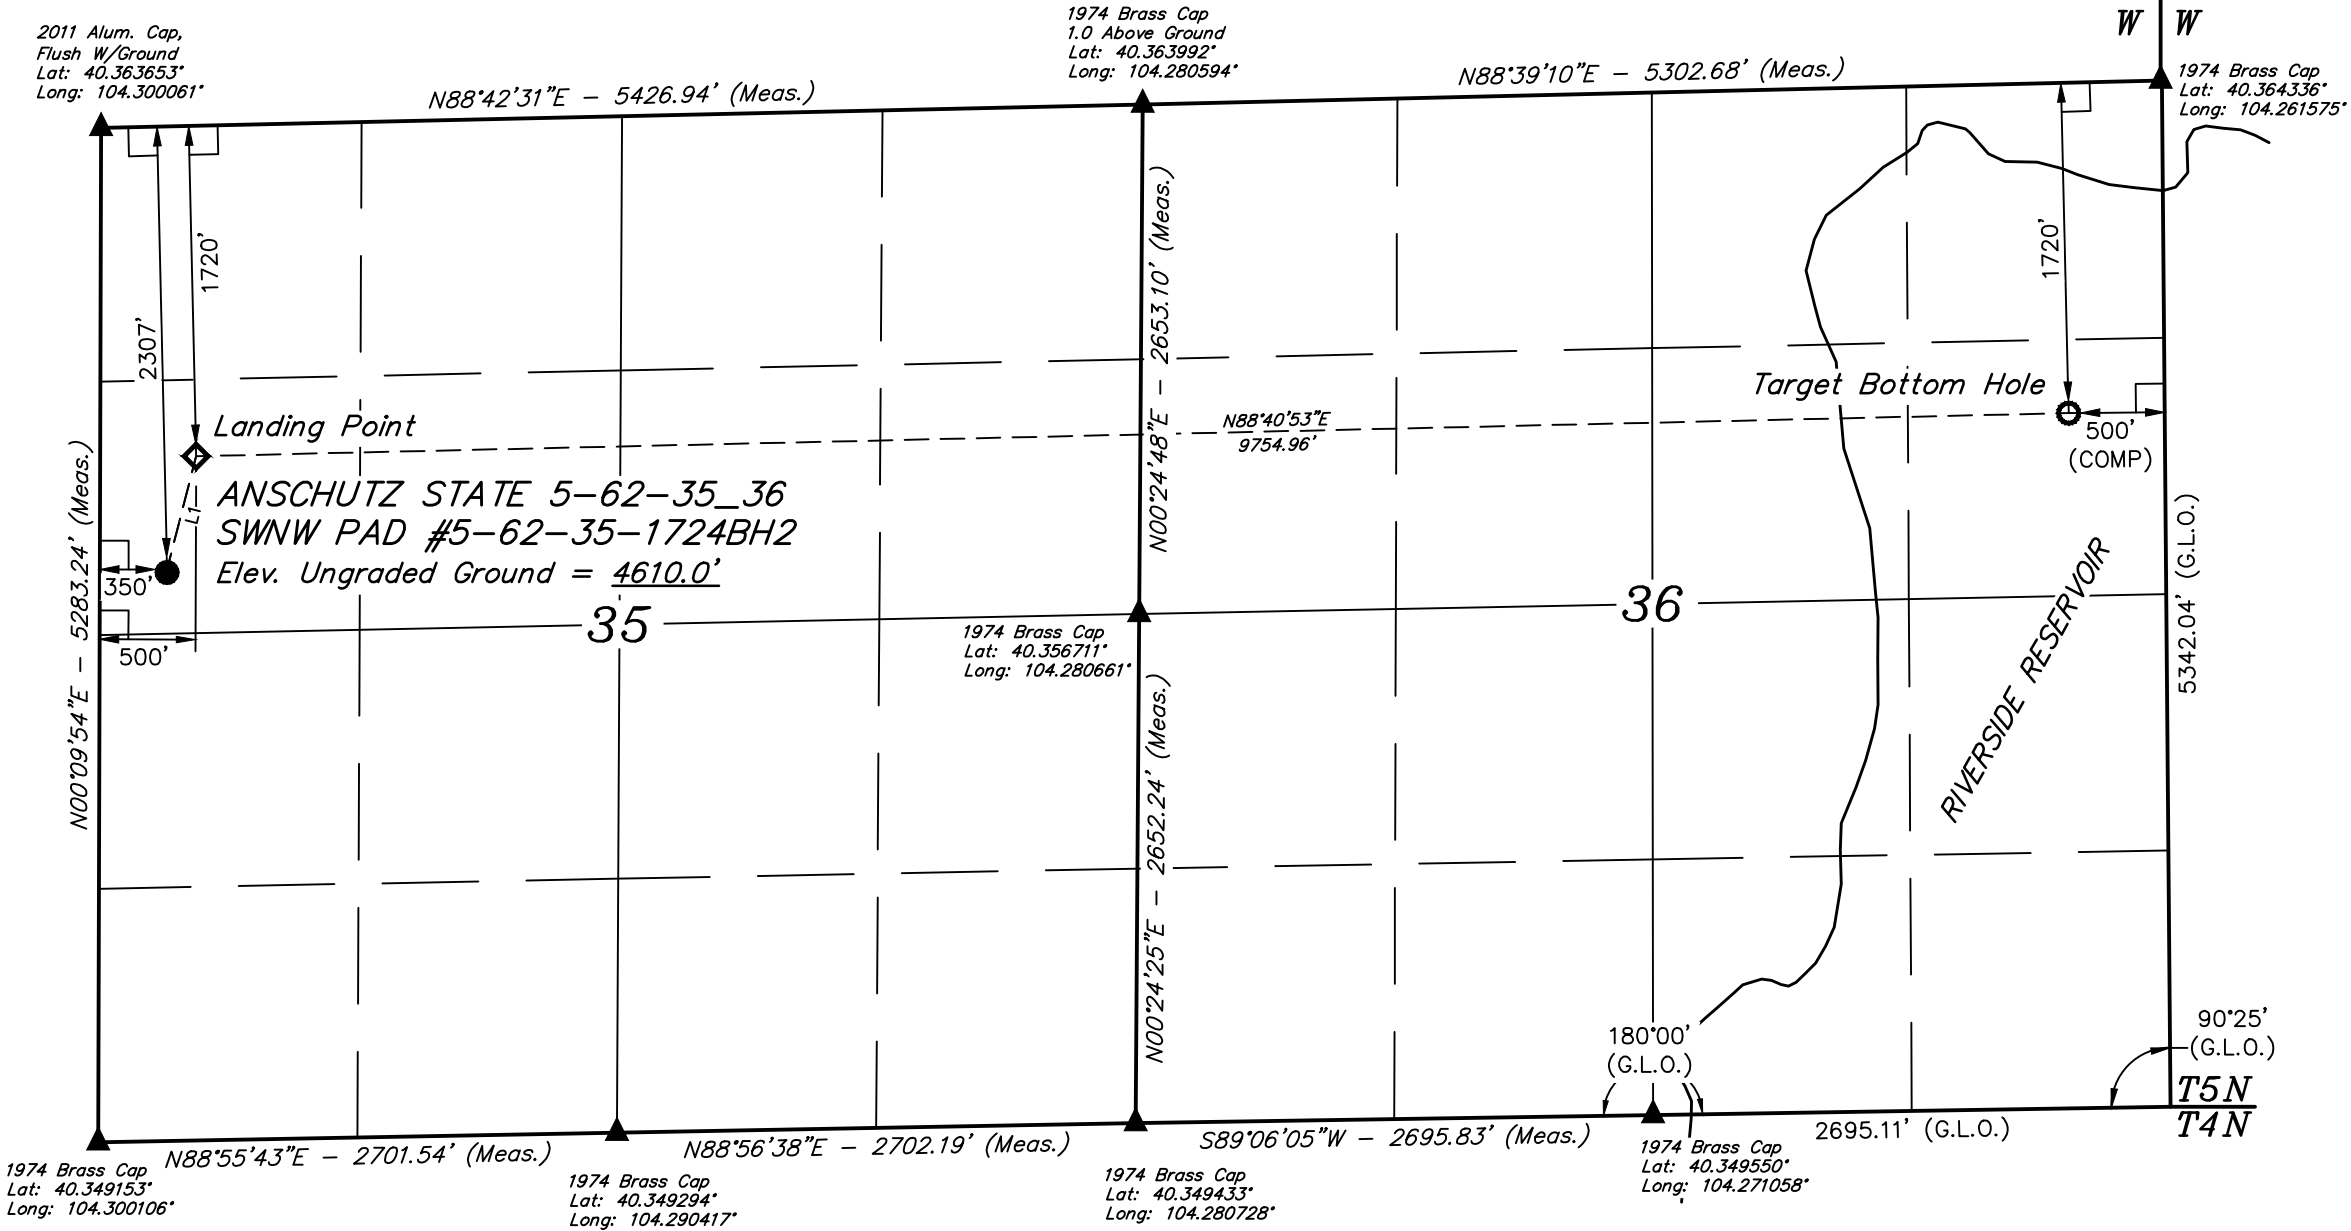 1974 Brass Cap
1.0 Above Ground
Lat: 40.363992°
Long: 104.280594°
W W
2011 Alum. Cap,
Flush W/Ground
Lat: 40.363653°
Long: 104.300061°
N88°42'31"E - 5426.94' (Meas.)
N88°39'10"E - 5302.68' (Meas.)
1974 Brass Cap
Lat: 40.364336°
Long: 104.261575°
1720'
2307'
N00°24'48"E - 2653.10' (Meas.)
1720'
Landing Point
N88°40'53"E
9754.96'
Target Bottom Hole
500'
(COMP)
L1
ANSCHUTZ STATE 5-62-35_36
SWNW PAD #5-62-35-1724BH2
Elev. Ungraded Ground = 4610.0'
350'
500'
N00°09'54"E - 5283.24' (Meas.)
35
36
1974 Brass Cap
Lat: 40.356711°
Long: 104.280661°
5342.04' (G.L.O.)
RIVERSIDE RESERVOIR
N00°24'25"E - 2652.24' (Meas.)
180°00'
(G.L.O.)
90°25'
(G.L.O.)
T5N
T4N
N88°55'43"E - 2701.54' (Meas.)
N88°56'38"E - 2702.19' (Meas.)
S89°06'05"W - 2695.83' (Meas.)
2695.11' (G.L.O.)
1974 Brass Cap
Lat: 40.349153°
Long: 104.300106°
1974 Brass Cap
Lat: 40.349294°
Long: 104.290417°
1974 Brass Cap
Lat: 40.349433°
Long: 104.280728°
1974 Brass Cap
Lat: 40.349550°
Long: 104.271058°